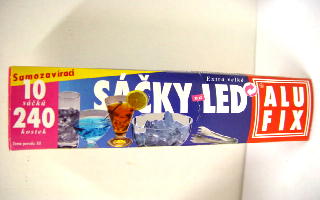 Samozavírací
10
sáčků
240
kostek
Extra velké
SÁČKY na LED
ALU
FIX